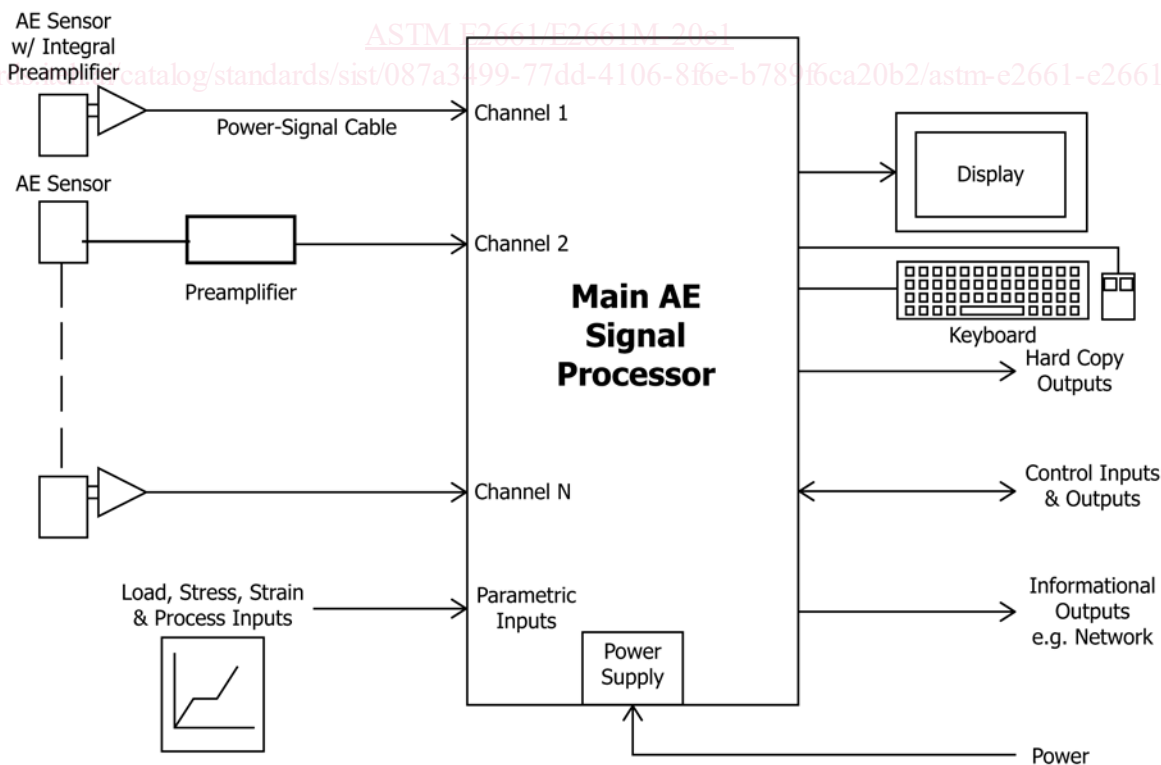 ASTM E2661/E2661M-20e1
catalog/standards/sist/087a3499-77dd-4106-8f6e-b789f6ca20b2/astm-e2661-e2661
AE Sensor
w/ Integral
Preamplifier
Power-Signal Cable
Channel 1
AE Sensor
Preamplifier
Channel 2
Main AE
Signal
Processor
Display
Keyboard
Hard Copy
Outputs
Channel N
Control Inputs
& Outputs
Load, Stress, Strain
& Process Inputs
Parametric
Inputs
Informational
Outputs
e.g. Network
Power
Supply
Power